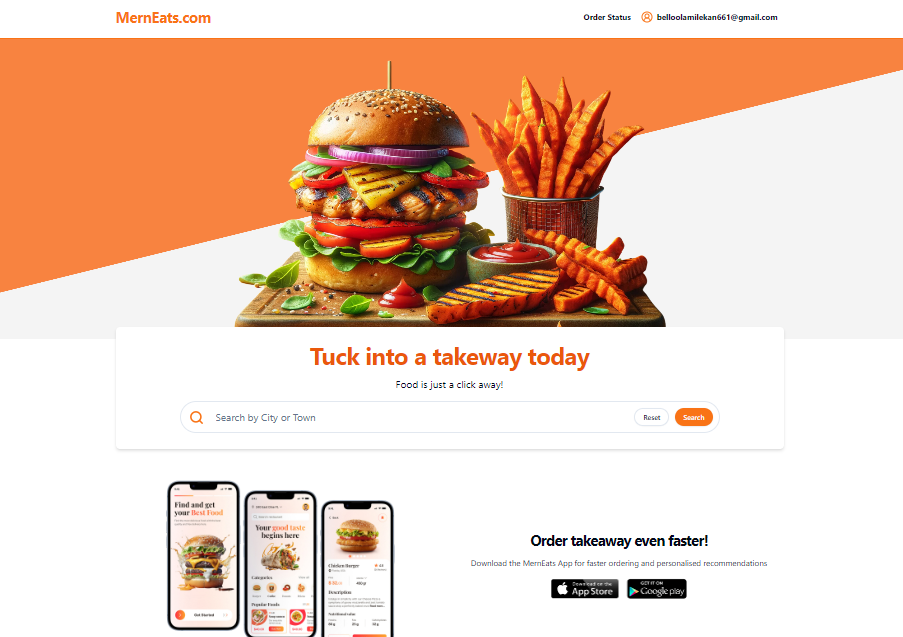 MernEats.com
Order Status
belloolamilekan661@gmail.com
Tuck into a takeway today
Food is just a click away!
Search by City or Town
Reset
Search
Find and get
your Best Food
Get Started
Your good taste
begins here
Categories
Popular Foods
Chicken Burger
Description
Nutritional value
Order takeaway even faster!
Download the MernEats App for faster ordering and personalised recommendations
Download on the
App Store
GET IT ON
Google play